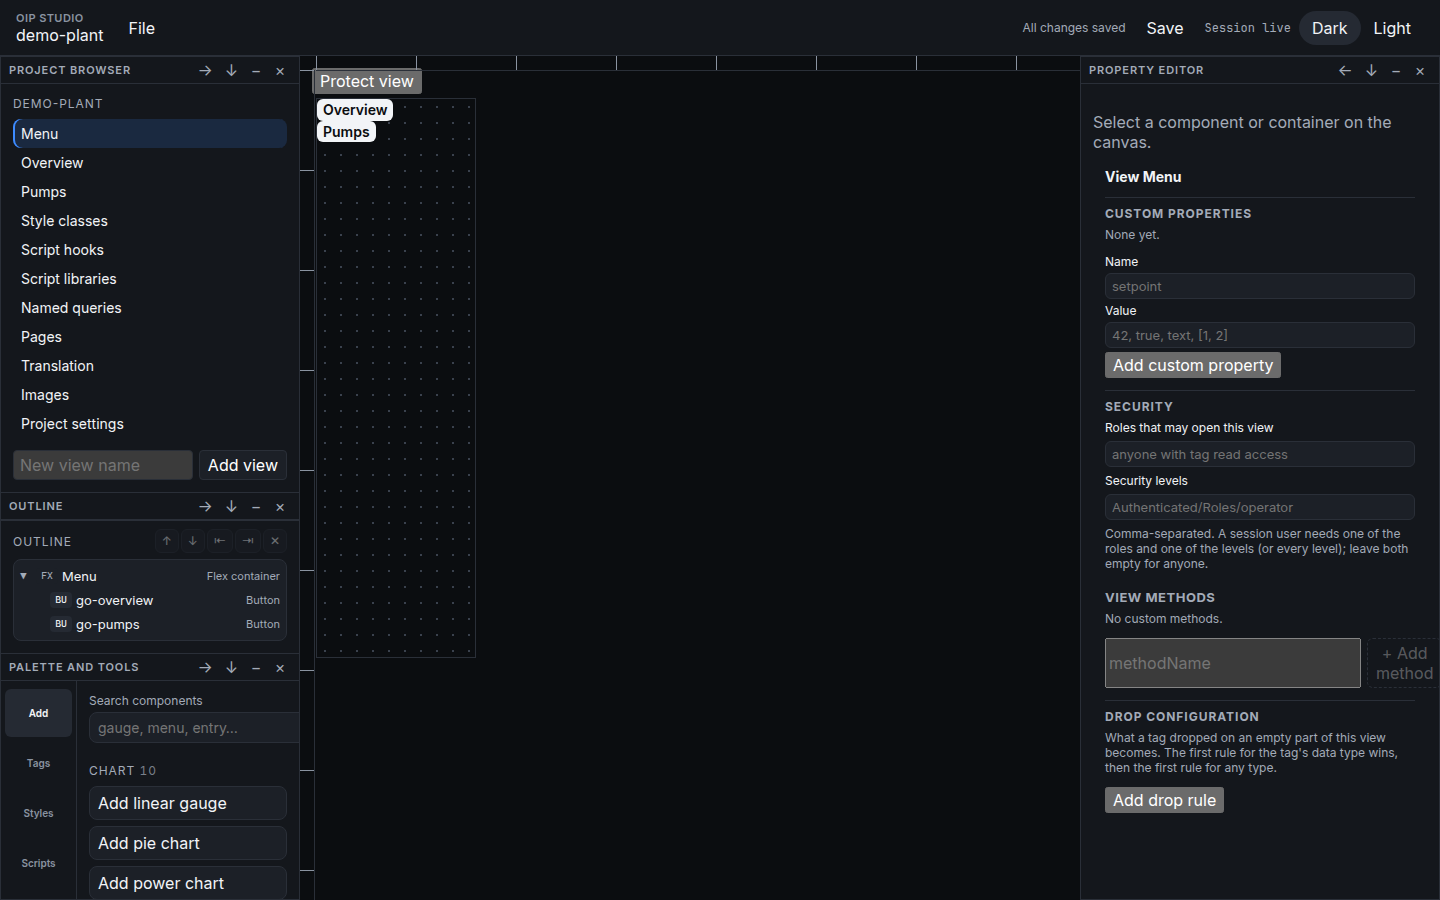 OIP STUDIO
demo-plant
File
All changes saved
Save
Session live
Dark
Light
PROJECT BROWSER
DEMO-PLANT
Menu
Overview
Pumps
Style classes
Script hooks
Script libraries
Named queries
Pages
Translation
Images
Project settings
New view name
Add view
OUTLINE
OUTLINE
FX Menu Flex container
BU go-overview Button
BU go-pumps Button
PALETTE AND TOOLS
Add
Tags
Styles
Scripts
Search components
gauge, menu, entry...
CHART 10
Add linear gauge
Add pie chart
Add power chart
Protect view
Overview
Pumps
PROPERTY EDITOR
Select a component or container on the
canvas.
View Menu
CUSTOM PROPERTIES
None yet.
Name
setpoint
Value
42, true, text, [1, 2]
Add custom property
SECURITY
Roles that may open this view
anyone with tag read access
Security levels
Authenticated/Roles/operator
Comma-separated. A session user needs one of the
roles and one of the levels (or every level); leave both
empty for anyone.
VIEW METHODS
No custom methods.
methodName
+ Add
method
DROP CONFIGURATION
What a tag dropped on an empty part of this view
becomes. The first rule for the tag's data type wins,
then the first rule for any type.
Add drop rule